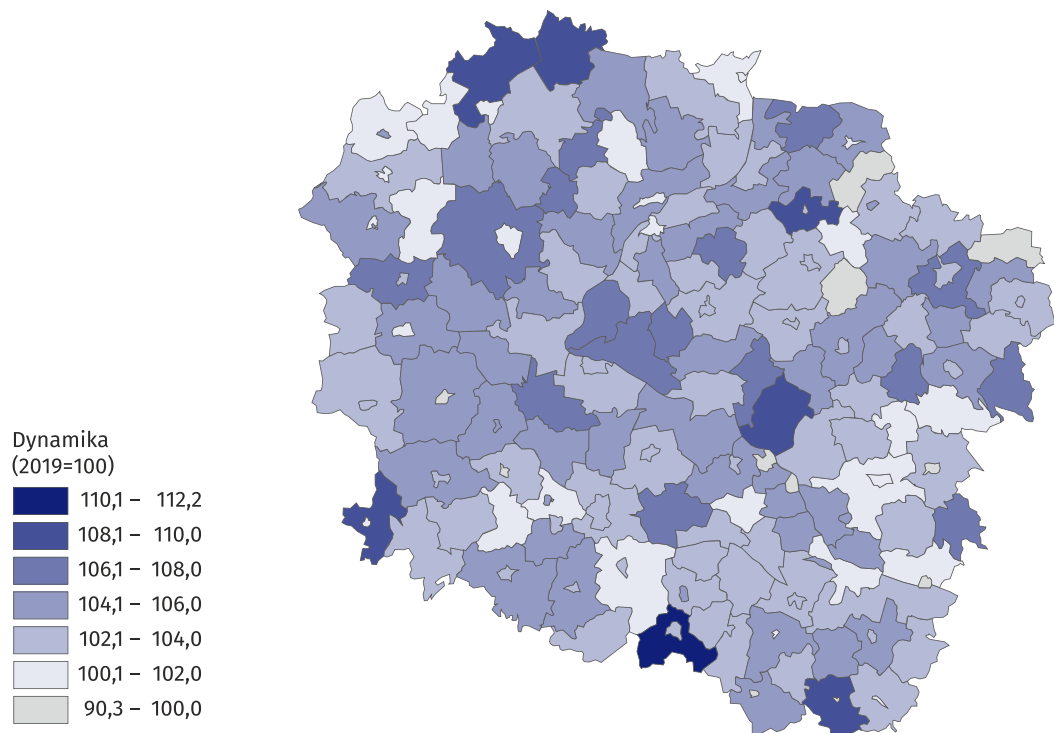 Dynamika
(2019=100)
110,1 – 112,2
108,1 – 110,0
106,1 – 108,0
104,1 – 106,0
102,1 – 104,0
100,1 – 102,0
90,3 – 100,0